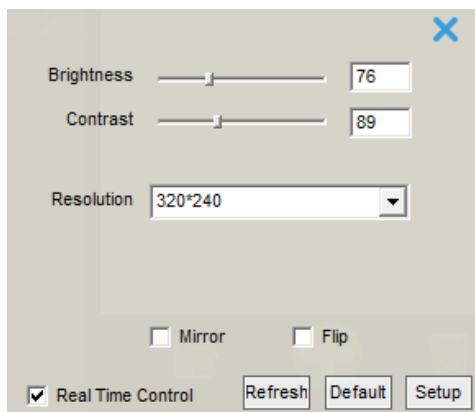 Brightness 76
Contrast 89
Resolution 320*240
Mirror Flip
Real Time Control Refresh Default Setup